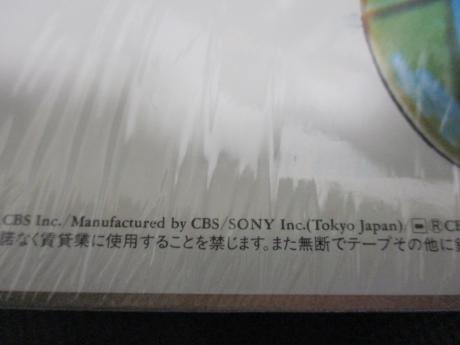 CBS Inc./Manufactured by CBS/SONY Inc.(Tokyo Japan)/ Ⓡ CB
諾なく賃貸業に使用することを禁じます。また無断でテープその他に